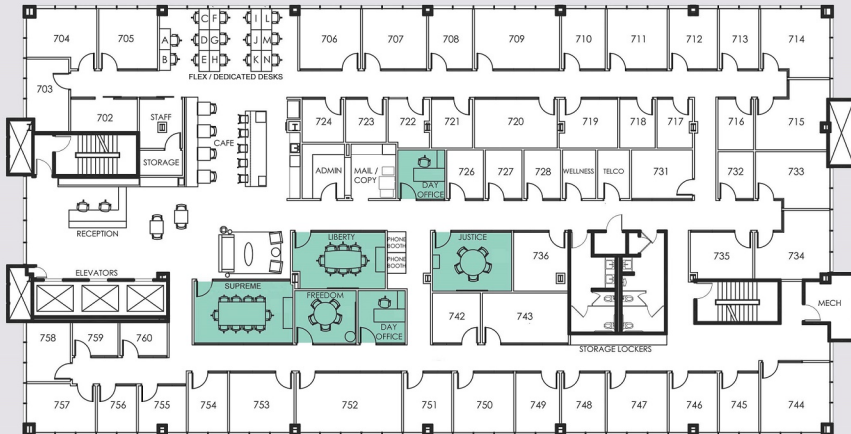 704
705
A
B
C F
D G
E H
I L
J M
K N
FLEX / DEDICATED DESKS
706
707
708
709
710
711
712
713
714
703
702
STAFF
STORAGE
CAFE
724
723
722
721
720
719
718
717
716
715
ADMIN
MAIL /
COPY
DAY
OFFICE
726
727
728
WELLNESS
TELCO
731
732
733
RECEPTION
LIBERTY
PHONE
BOOTH
PHONE
BOOTH
JUSTICE
736
735
734
ELEVATORS
SUPREME
FREEDOM
DAY
OFFICE
742
743
MECH
STORAGE LOCKERS
758
759
760
757
756
755
754
753
752
751
750
749
748
747
746
745
744